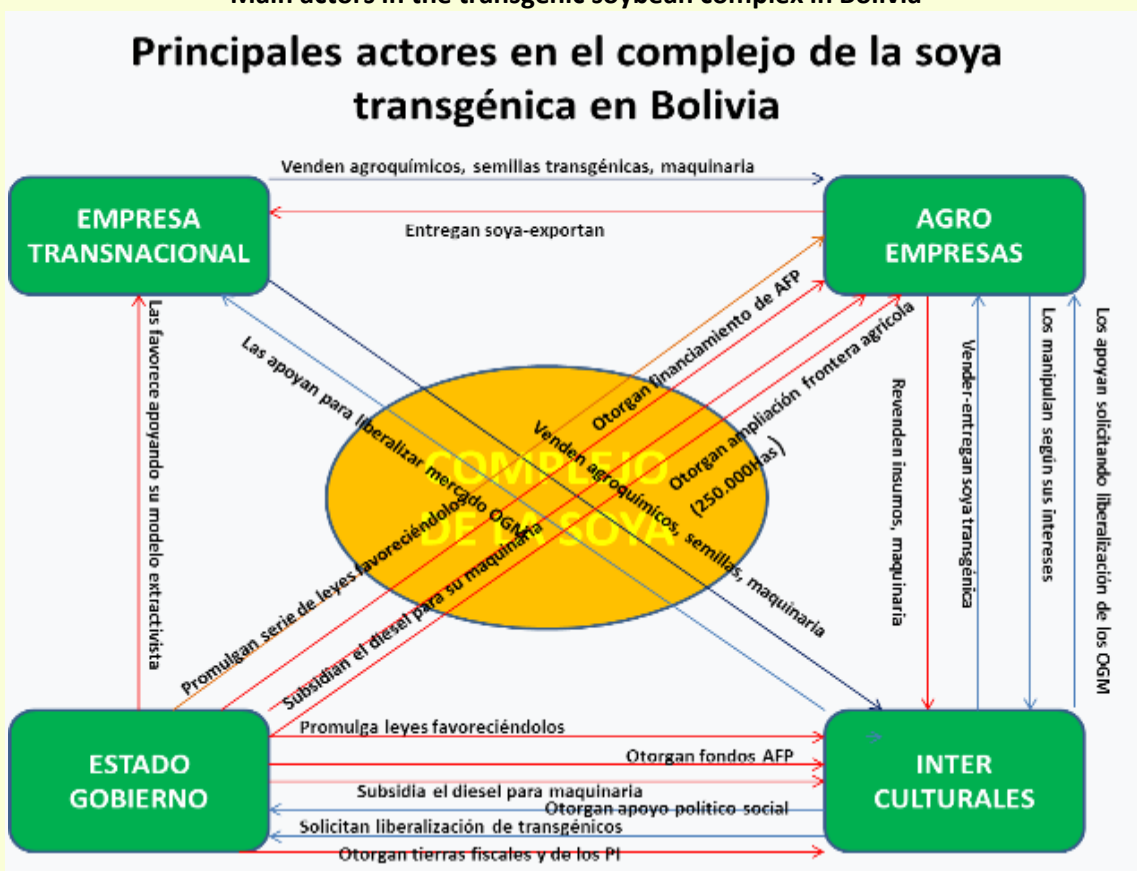 Main actors in the transgenic soybean complex in Bolivia
Principales actores en el complejo de la soya
transgénica en Bolivia
Venden agroquímicos, semillas transgénicas, maquinaria
EMPRESA
TRANSNACIONAL
AGRO
EMPRESAS
Entregan soya-exportan
Las favorece apoyando su modelo extractivista
Las apoyan para liberalizar mercado OGM
Otorgan financiamiento de AFP
Otorgan ampliación frontera agrícola
(250.000Has)
Venden agroquímicos, semillas, maquinaria
Revenden insumos, maquinaria
Vender-entregan soya transgénica
Los manipulan según sus intereses
Los apoyan solicitando liberalización de los OGM
COMPLEJO
DE LA SOYA
Promulgan serie de leyes favoreciéndolos
Subsidian el diesel para su maquinaria
ESTADO
GOBIERNO
INTER
CULTURALES
Promulga leyes favoreciéndolos
Otorgan fondos AFP
Subsidia el diesel para maquinaria
Otorgan apoyo político social
Solicitan liberalización de transgénicos
Otorgan tierras fiscales y de los PI